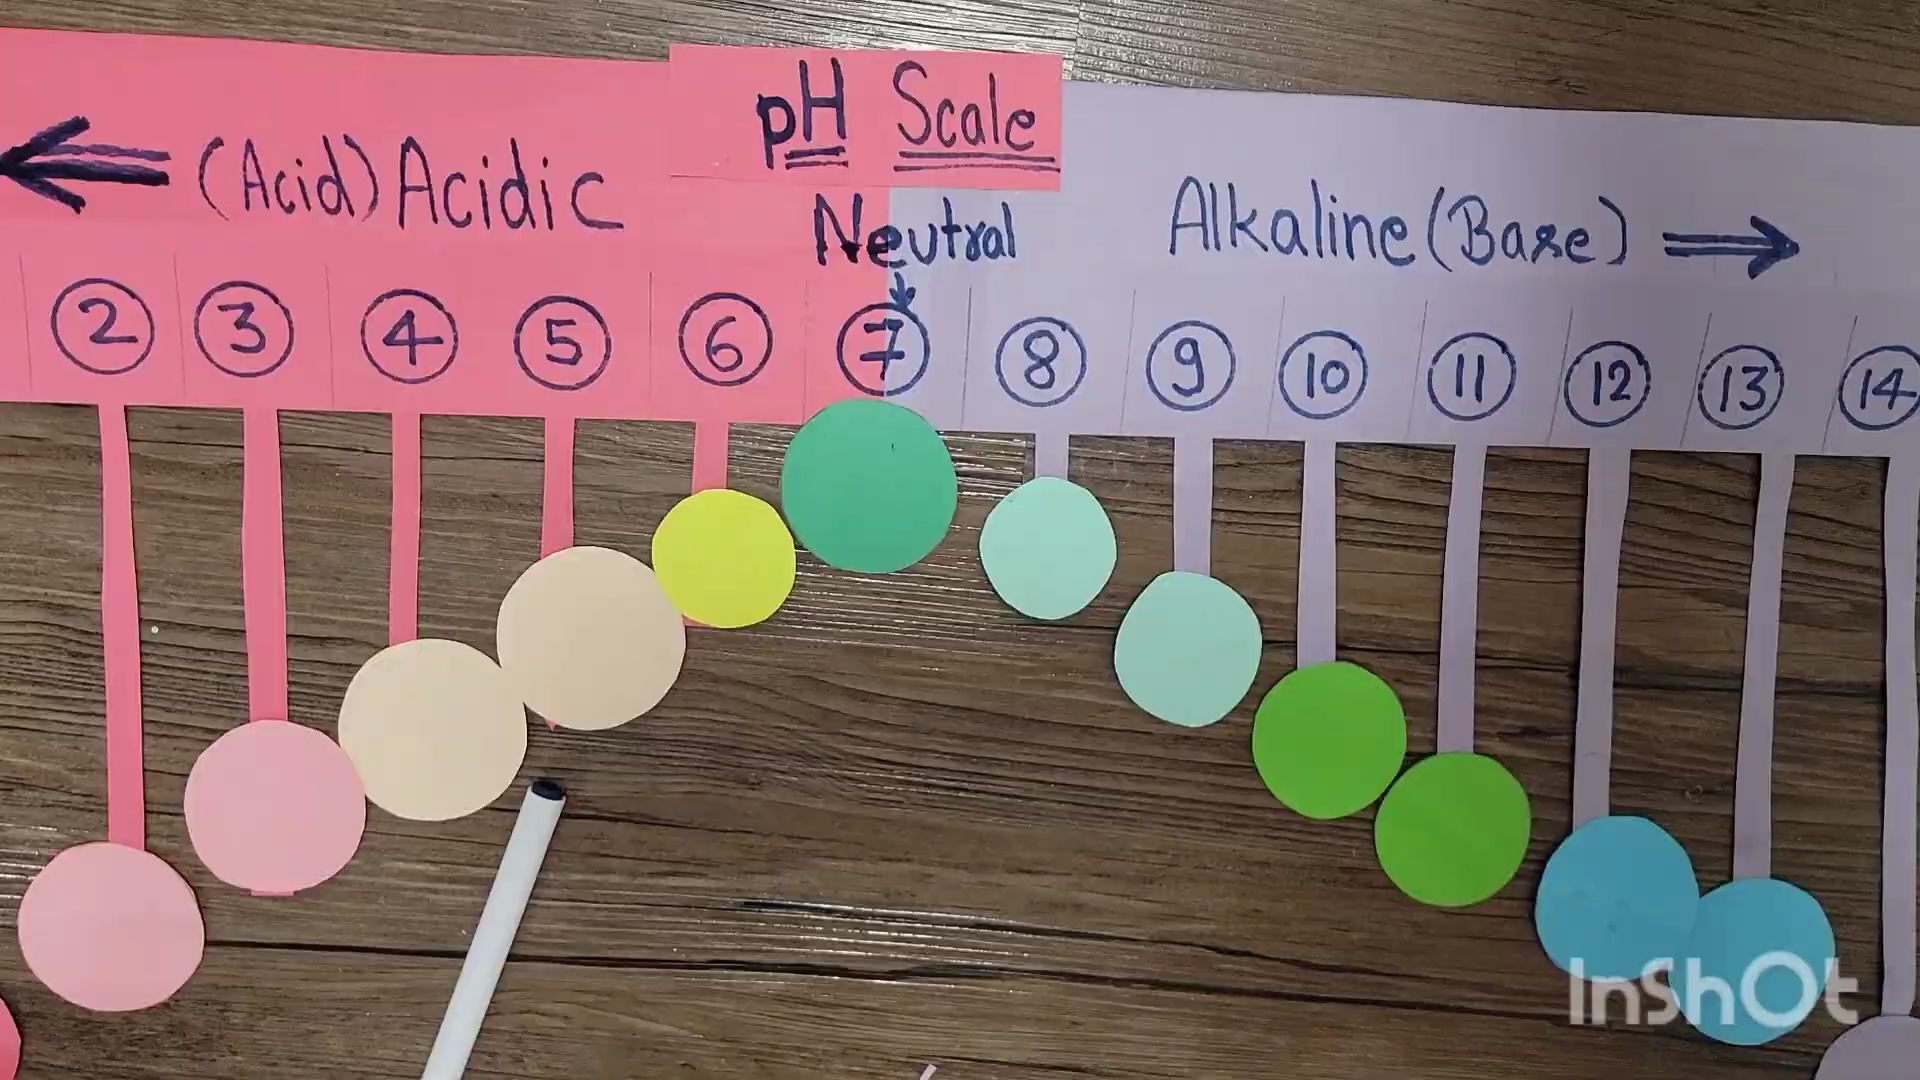 pH Scale
(Acid) Acidic
Neutral
Alkaline (Base)
2 3 4 5 6 7 8 9 10 11 12 13 14
InShOt